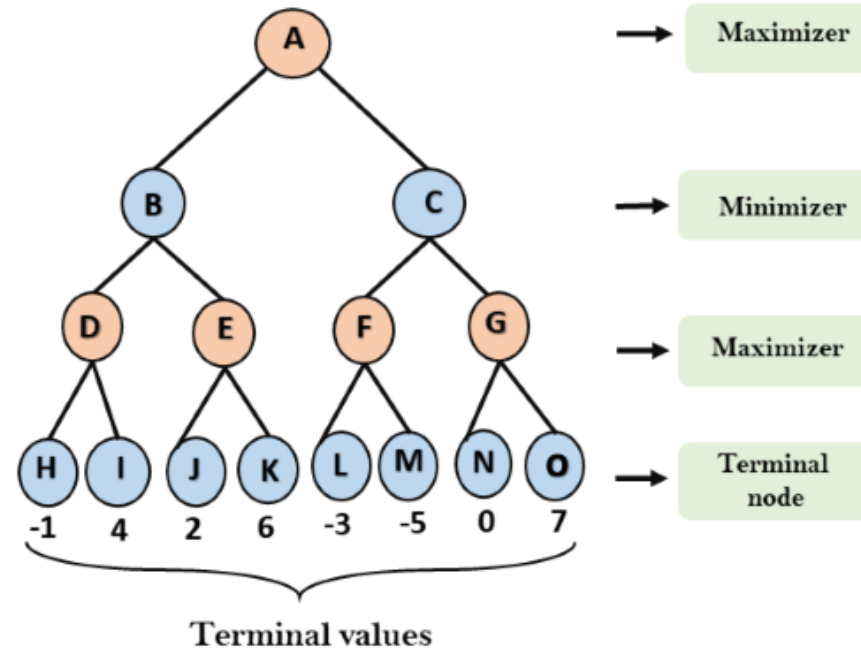 A
Maximizer
B
C
Minimizer
D
E
F
G
Maximizer
H
I
J
K
L
M
N
O
Terminal
node
-1
4
2
6
-3
-5
0
7
Terminal values